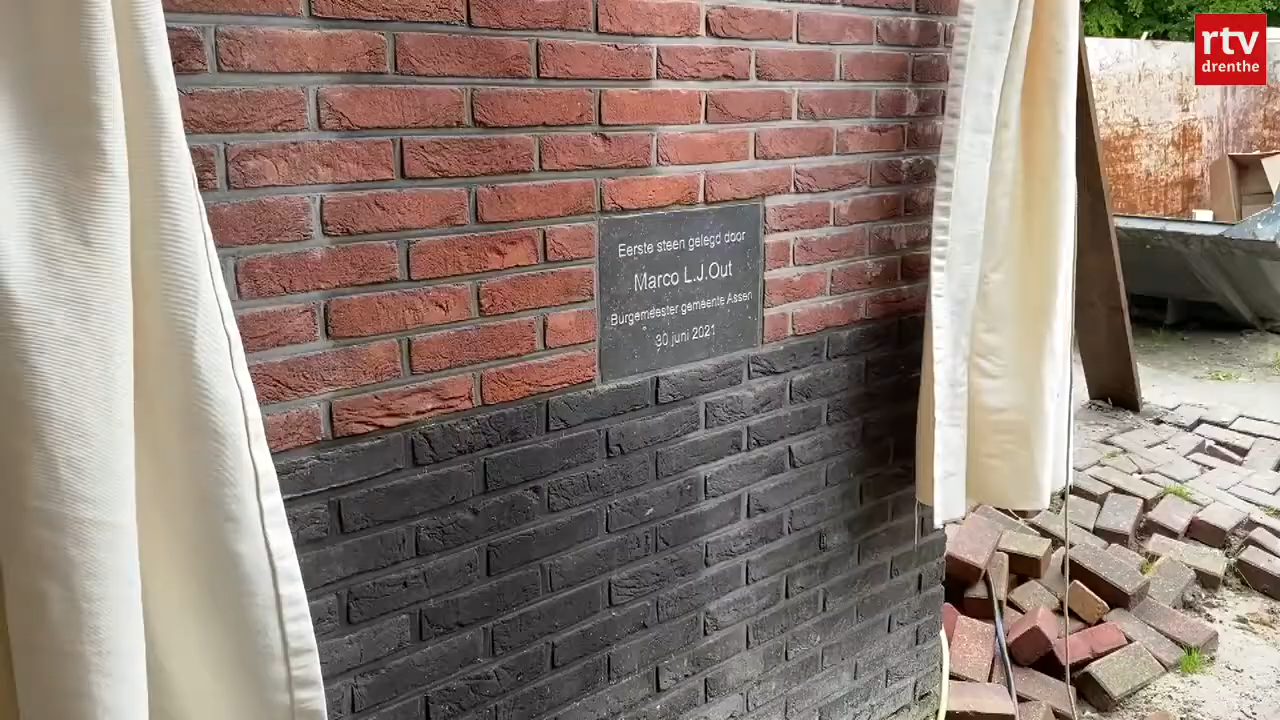 rtv
drenthe
Eerste steen gelegd door
Marco L.J.Out
Burgemeester gemeente Assen
30 juni 2021